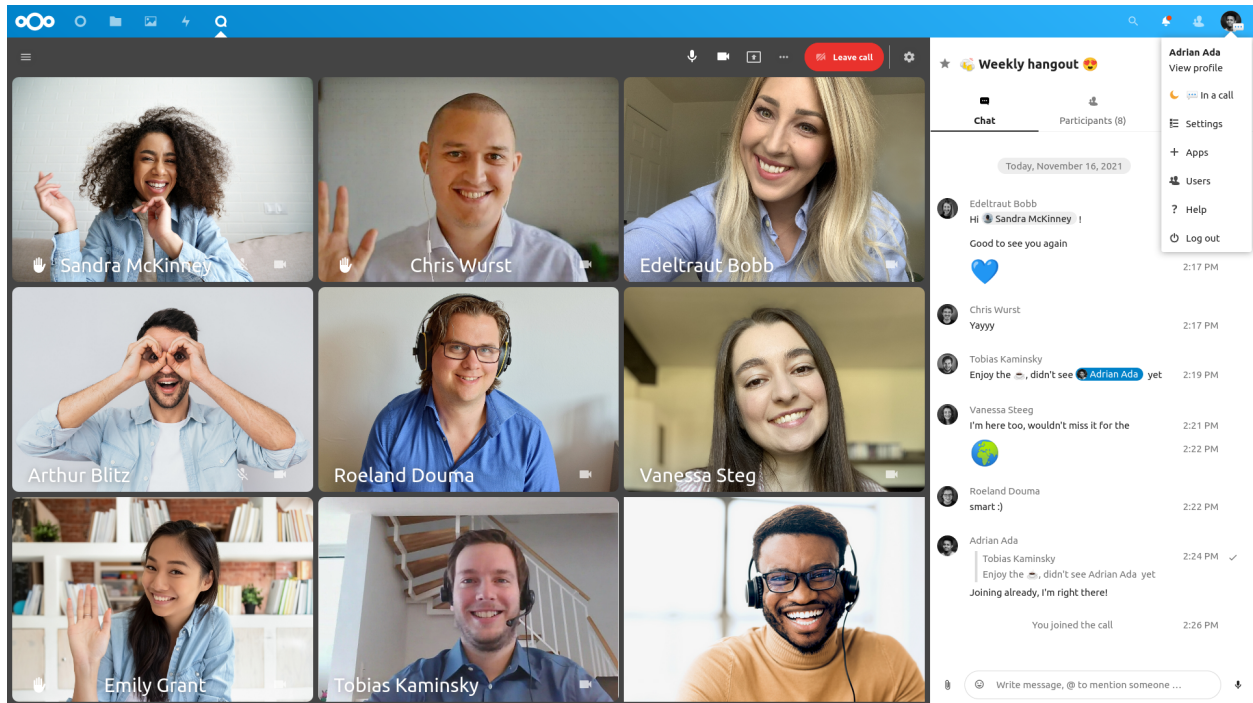 Leave call
Sandra McKinney
Chris Wurst
Edeltraut Bobb
Arthur Blitz
Roeland Douma
Vanessa Steg
Emily Grant
Tobias Kaminsky
Weekly hangout
Chat
Participants (8)
Today, November 16, 2021
Edeltraut Bobb
Hi Sandra McKinney !
Good to see you again
2:17 PM
Chris Wurst
Yayyy 2:17 PM
Tobias Kaminsky
Enjoy the ☕, didn't see Adrian Ada yet 2:19 PM
Vanessa Steeg
I'm here too, wouldn't miss it for the 2:21 PM
2:22 PM
Roeland Douma
smart :) 2:22 PM
Adrian Ada
Tobias Kaminsky 2:24 PM
Enjoy the ☕, didn't see Adrian Ada yet
Joining already, I'm right there!
You joined the call 2:26 PM
Write message, @ to mention someone ...
Adrian Ada
View profile
In a call
Settings
Apps
Users
Help
Log out